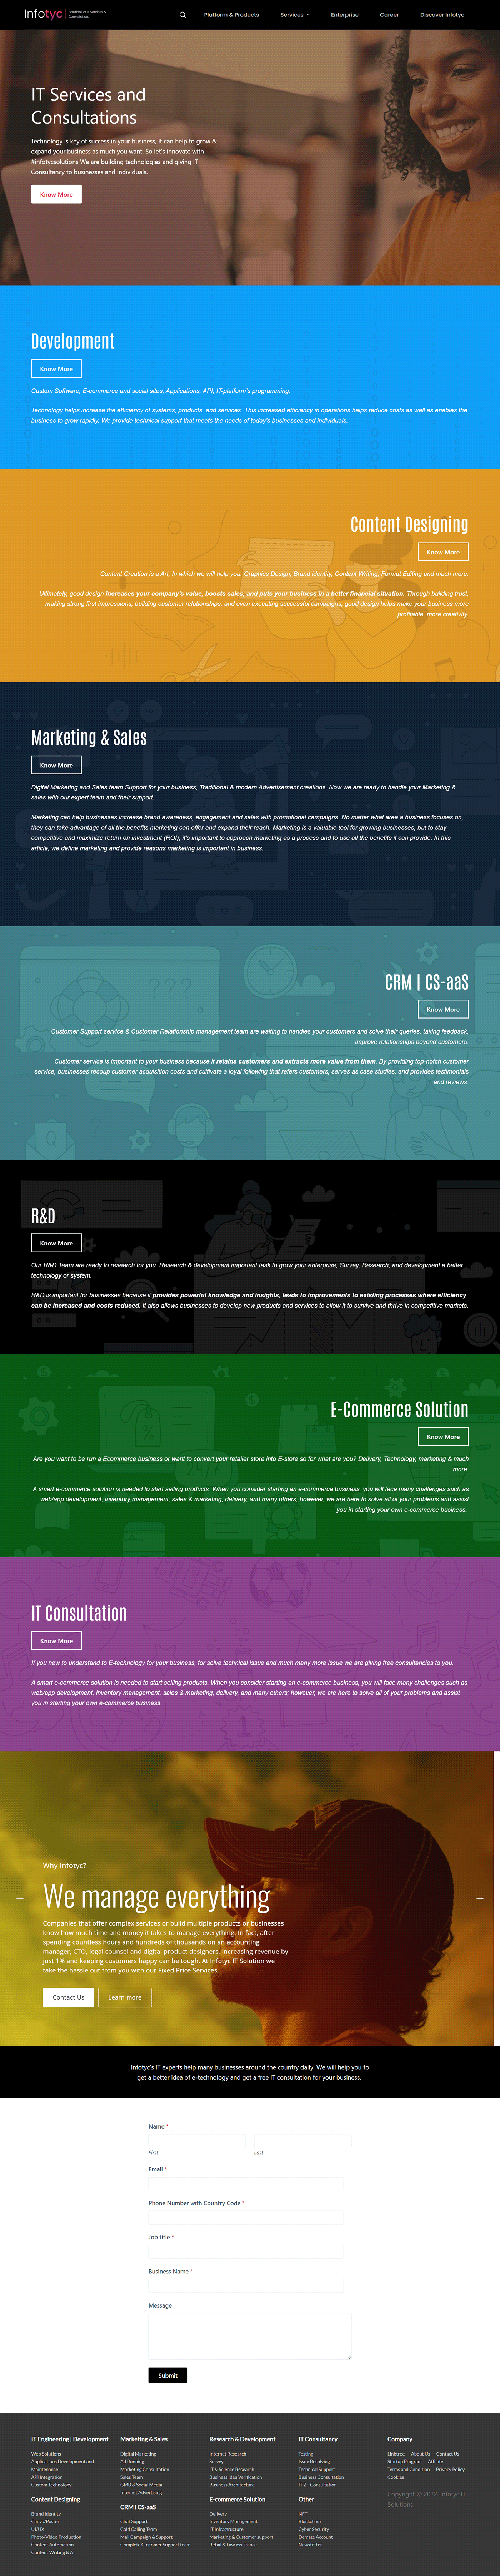 Infotyc Solutions of IT Services &
Consultation
Platform & Products Services Enterprise Career Discover Infotyc
IT Services and
Consultations
Technology is key of success in your business, It can help to grow &
expand your business as much you want. So let's innovate with
#infotycsolutions We are building technologies and giving IT
Consultancy to businesses and individuals.
Know More
Development
Know More
Custom Software, E-commerce and social sites, Applications, API, IT-platform's programming.
Technology helps increase the efficiency of systems, products, and services. This increased efficiency in operations helps reduce costs as well as enables the
business to grow rapidly. We provide technical support that meets the needs of today's businesses and individuals.
Content Designing
Know More
Content Creation is a Art, In which we will help you. Graphics Design, Brand identity, Content Writing, Format Editing and much more.
Ultimately, good design increases your company's value, boosts sales, and puts your business in a better financial situation. Through building trust,
making strong first impressions, building customer relationships, and even executing successful campaigns, good design helps make your business more
profitable. more creativity.
Marketing & Sales
Know More
Digital Marketing and Sales team Support for your business, Traditional & modern Advertisement creations. Now we are ready to handle your Marketing &
sales with our expert team and their support.
Marketing can help businesses increase brand awareness, engagement and sales with promotional campaigns. No matter what area a business focuses on,
they can take advantage of all the benefits marketing can offer and expand their reach. Marketing is a valuable tool for growing businesses, but to stay
competitive and maximize return on investment (ROI), it's important to approach marketing as a process and to use all the benefits it can provide. In this
article, we define marketing and provide reasons marketing is important in business.
CRM | CS-aaS
Know More
Customer Support service & Customer Relationship management team are waiting to handles your customers and solve their queries, taking feedback,
improve relationships beyond customers.
Customer service is important to your business because it retains customers and extracts more value from them. By providing top-notch customer
service, businesses recoup customer acquisition costs and cultivate a loyal following that refers customers, serves as case studies, and provides testimonials
and reviews.
R&D
Know More
Our R&D Team are ready to research for you. Research & development important task to grow your enterprise, Survey, Research, and development a better
technology or system.
R&D is important for businesses because it provides powerful knowledge and insights, leads to improvements to existing processes where efficiency
can be increased and costs reduced. It also allows businesses to develop new products and services to allow it to survive and thrive in competitive markets.
E-Commerce Solution
Know More
Are you want to be run a Ecommerce business or want to convert your retailer store into E-store so for what are you? Delivery, Technology, marketing & much
more.
A smart e-commerce solution is needed to start selling products. When you consider starting an e-commerce business, you will face many challenges such as
web/app development, inventory management, sales & marketing, delivery, and many others; however, we are here to solve all of your problems and assist
you in starting your own e-commerce business.
IT Consultation
Know More
If you new to understand to E-technology for your business, for solve technical issue and much many more issue we are giving free consultancies to you.
A smart e-commerce solution is needed to start selling products. When you consider starting an e-commerce business, you will face many challenges such as
web/app development, inventory management, sales & marketing, delivery, and many others; however, we are here to solve all of your problems and assist
you in starting your own e-commerce business.
Why Infotyc?
We manage everything
Companies that offer complex services or build multiple products or businesses
know how much time and money it takes to manage everything. In fact, after
spending countless hours and hundreds of thousands on an accounting
manager, CTO, legal counsel and digital product designers, increasing revenue by
just 1% and keeping customers happy can be tough. At Infotyc IT Solution we
take the hassle out from you with our Fixed Price Services.
← →
Contact Us Learn more
Infotyc's IT experts help many businesses around the country daily. We will help you to
get a better idea of e-technology and get a free IT consultation for your business.
Name *
First Last
Email *
Phone Number with Country Code *
Job title *
Business Name *
Message
Submit
IT Engineering | Development
Web Solutions
Applications Development and
Maintenance
API Integration
Custom Technology
Content Designing
Brand Identity
Canva/Poster
UI/UX
Photo/Video Production
Content Automation
Content Writing & Ai
Marketing & Sales
Digital Marketing
Ad Running
Marketing Consultation
Sales Team
GMB & Social Media
Internet Advertising
CRM I CS-aaS
Chat Support
Cold Calling Team
Mail Campaign & Support
Complete Customer Support team
Research & Development
Internet Research
Survey
IT & Science Research
Business Idea Verification
Business Architecture
E-commerce Solution
Delivery
Inventory Management
IT Infrastructure
Marketing & Customer support
Retail & Law assistance
IT Consultancy
Testing
Issue Resolving
Technical Support
Business Consultation
IT Z+ Consultation
Other
NFT
Blockchain
Cyber Security
Domate Account
Newsletter
Company
Linktree About Us Contact Us
Startup Program Affliate
Terms and Condition Privacy Policy
Cookies
Copyright © 2022. Infotyc IT
Solutions